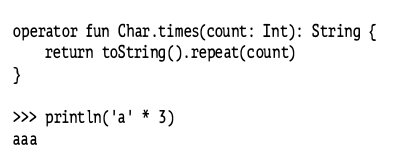 operator fun Char.times(count: Int): String {
    return toString().repeat(count)
}
>>> println('a' * 3)
aaa